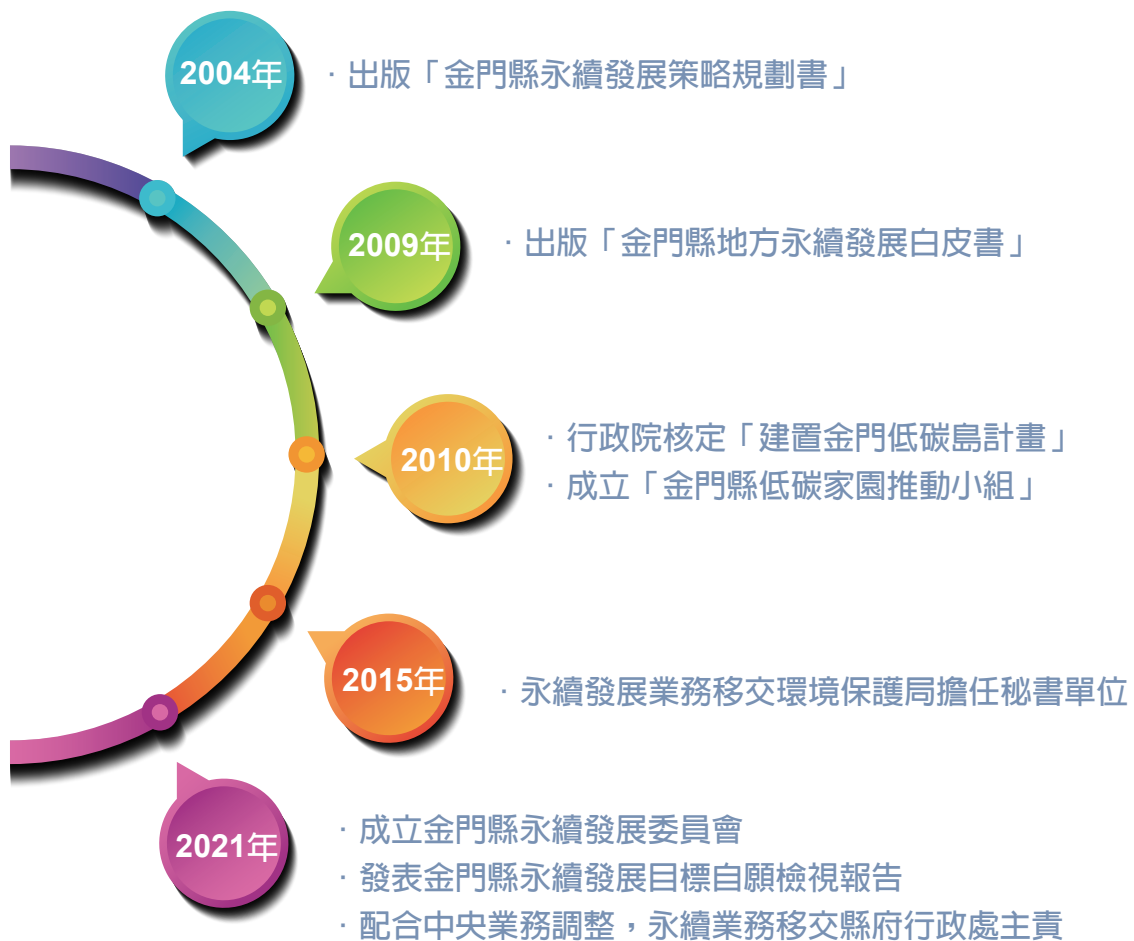 2004年
·出版「金門縣永續發展策略規劃書」
2009年
·出版「金門縣地方永續發展白皮書」
2010年
·行政院核定「建置金門低碳島計畫」
·成立「金門縣低碳家園推動小組」
2015年
·永續發展業務移交環境保護局擔任秘書單位
2021年
·成立金門縣永續發展委員會
·發表金門縣永續發展目標自願檢視報告
·配合中央業務調整，永續業務移交縣府行政處主責